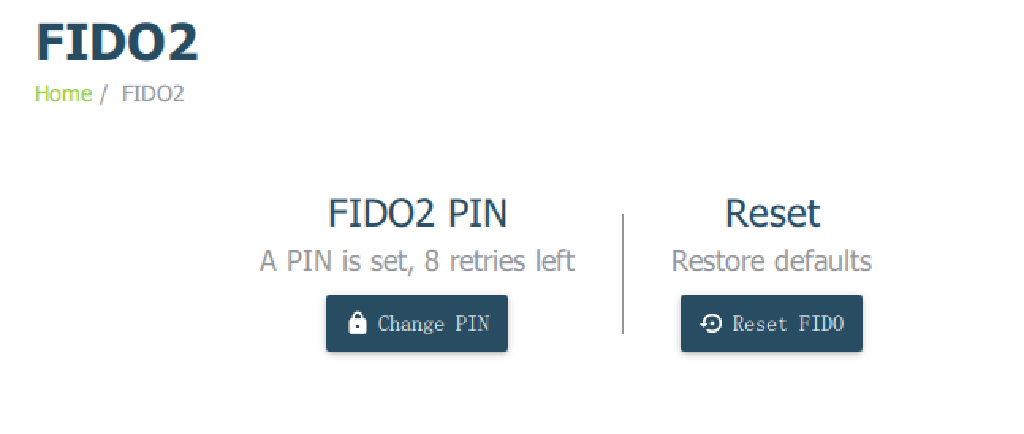 FIDO2
Home / FIDO2
FIDO2 PIN
A PIN is set, 8 retries left
Change PIN
Reset
Restore defaults
Reset FIDO